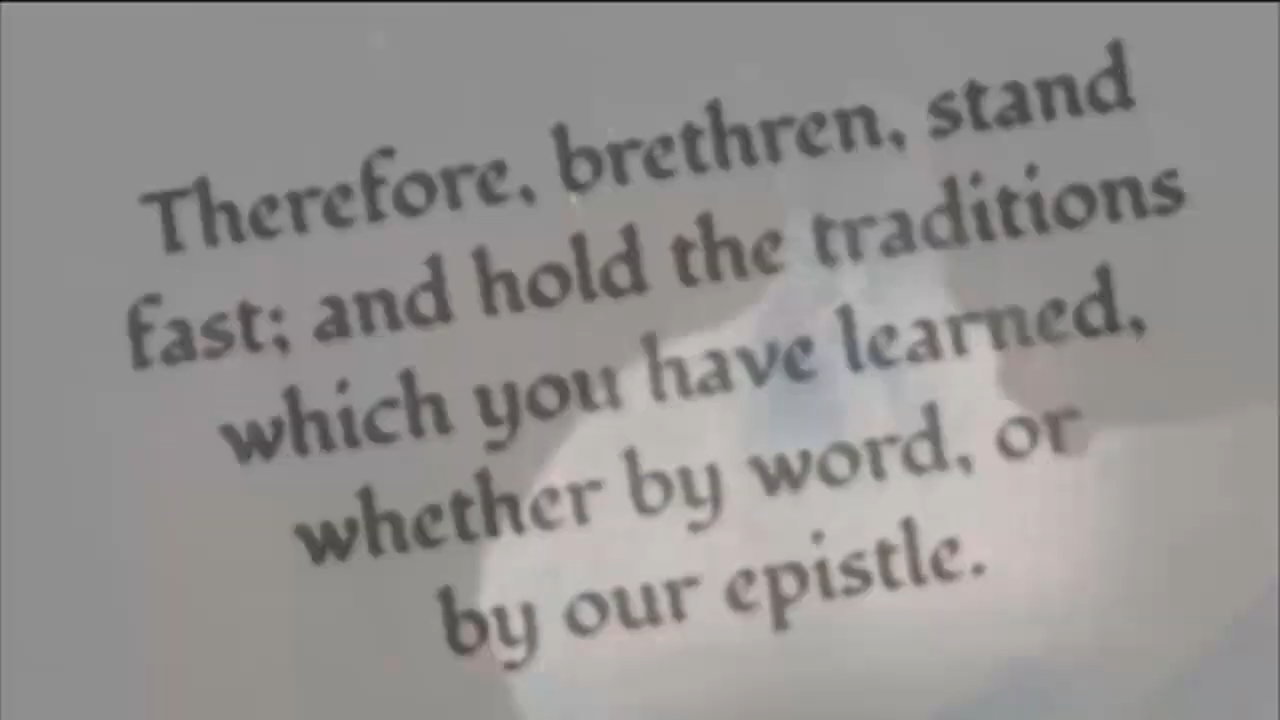 Therefore, brethren, stand
fast; and hold the traditions
which you have learned,
whether by word, or
by our epistle.